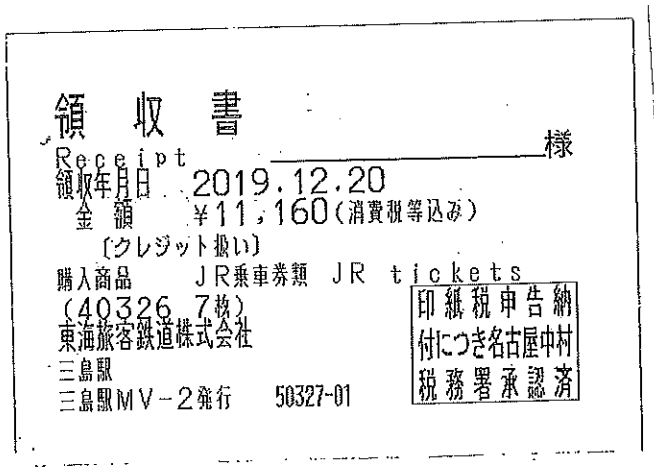 領収書
Receipt
様
領収年月日 2019.12.20
金額 ¥11,160(消費税等込み)
〔クレジット扱い〕
購入商品 JR乗車券類 JR tickets
(40326 7枚)
東海旅客鉄道株式会社
三島駅
三島駅MV-2発行 50327-01
印紙税申告納
付につき名古屋中村
税務署承認済